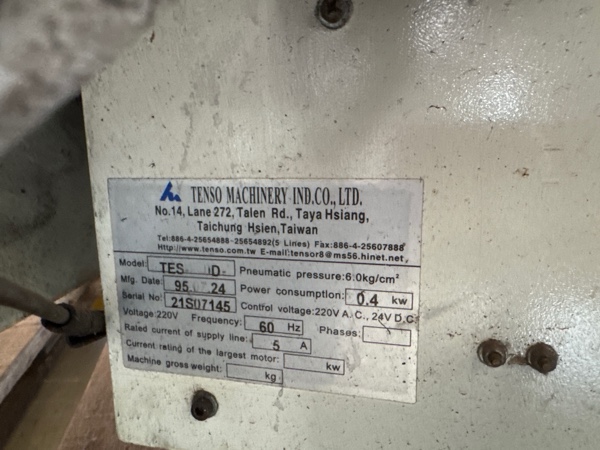 TENSO MACHINERY IND.CO., LTD.
No.14, Lane 272, Talen Rd., Taya Hsiang,
Taichung Hsien, Taiwan
Tel:886-4-25654888-25654892(5 Lines) Fax:886-4-25607888
Http://www.tenso.com.tw E-mail:tensor8@ms56.hinet.net
Model: TES D Pneumatic pressure:6.0kg/cm²
Mfg. Date: 95 24 Power consumption: 0.4 kw
Serial No: 21S07145 Control voltage:220V A.C., 24V D.C
Voltage:220V Frequency: 60 Hz Phases:
Rated current of supply line: 5 A
Current rating of the largest motor: kw
Machine gross weight: kg